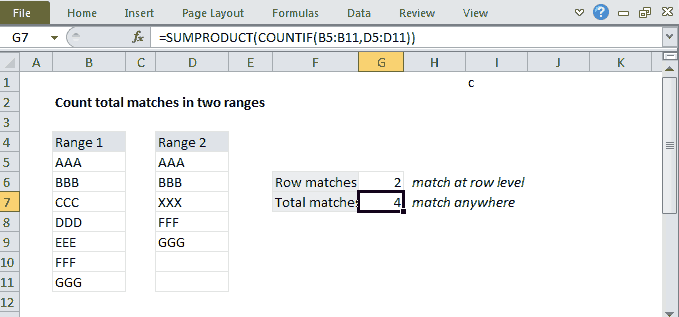 File Home Insert Page Layout Formulas Data Review View
G7 fx =SUMPRODUCT(COUNTIF(B5:B11,D5:D11))
A B C D E F G H I J K
1 c
2 Count total matches in two ranges
3
4 Range 1 Range 2
5 AAA AAA
6 BBB BBB Row matches 2 match at row level
7 CCC XXX Total matches 4 match anywhere
8 DDD FFF
9 EEE GGG
10 FFF
11 GGG
12